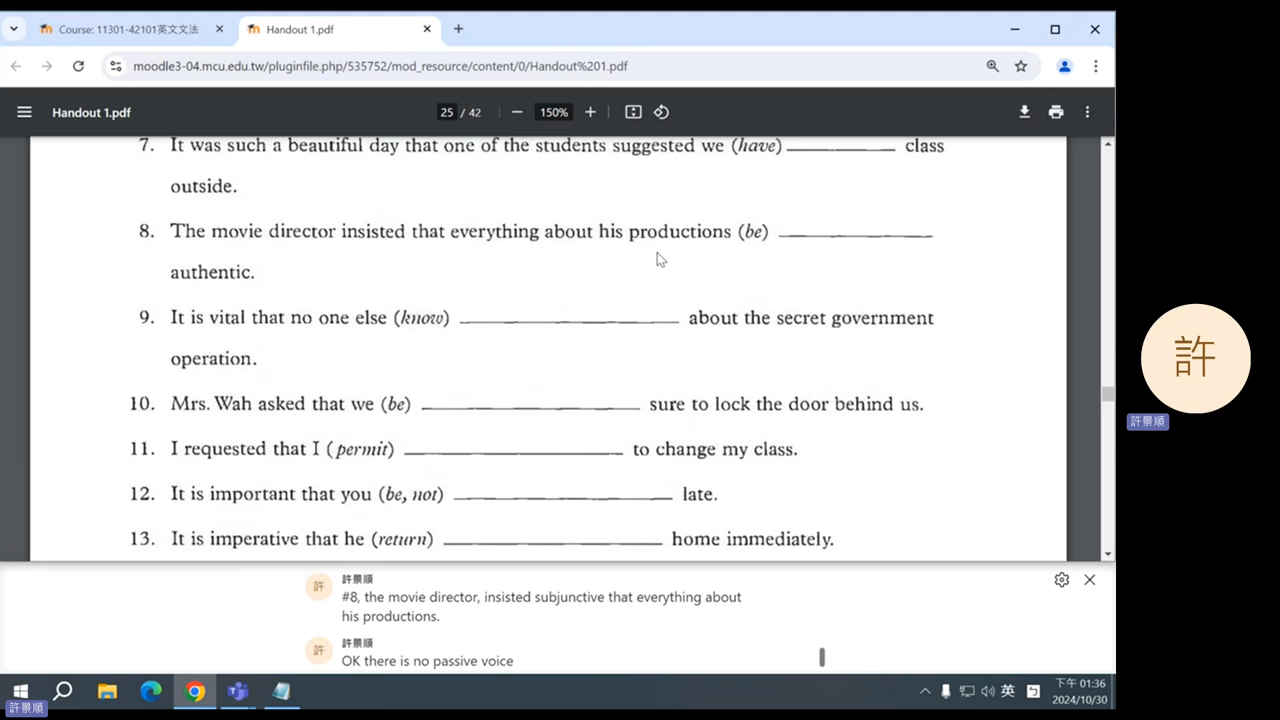 Course: 11301-42101英文文法
Handout 1.pdf
moodle3-04.mcu.edu.tw/pluginfile.php/535752/mod_resource/content/0/Handout%201.pdf
Handout 1.pdf
25 / 42
150%
7. It was such a beautiful day that one of the students suggested we (have) __________ class
outside.
8. The movie director insisted that everything about his productions (be) __________
authentic.
9. It is vital that no one else (know) __________ about the secret government
operation.
10. Mrs. Wah asked that we (be) __________ sure to lock the door behind us.
11. I requested that I (permit) __________ to change my class.
12. It is important that you (be, not) __________ late.
13. It is imperative that he (return) __________ home immediately.
許
許景順
許
許景順
#8, the movie director, insisted subjunctive that everything about
his productions.
許
許景順
OK there is no passive voice
英
下午 01:36
2024/10/30
許景順